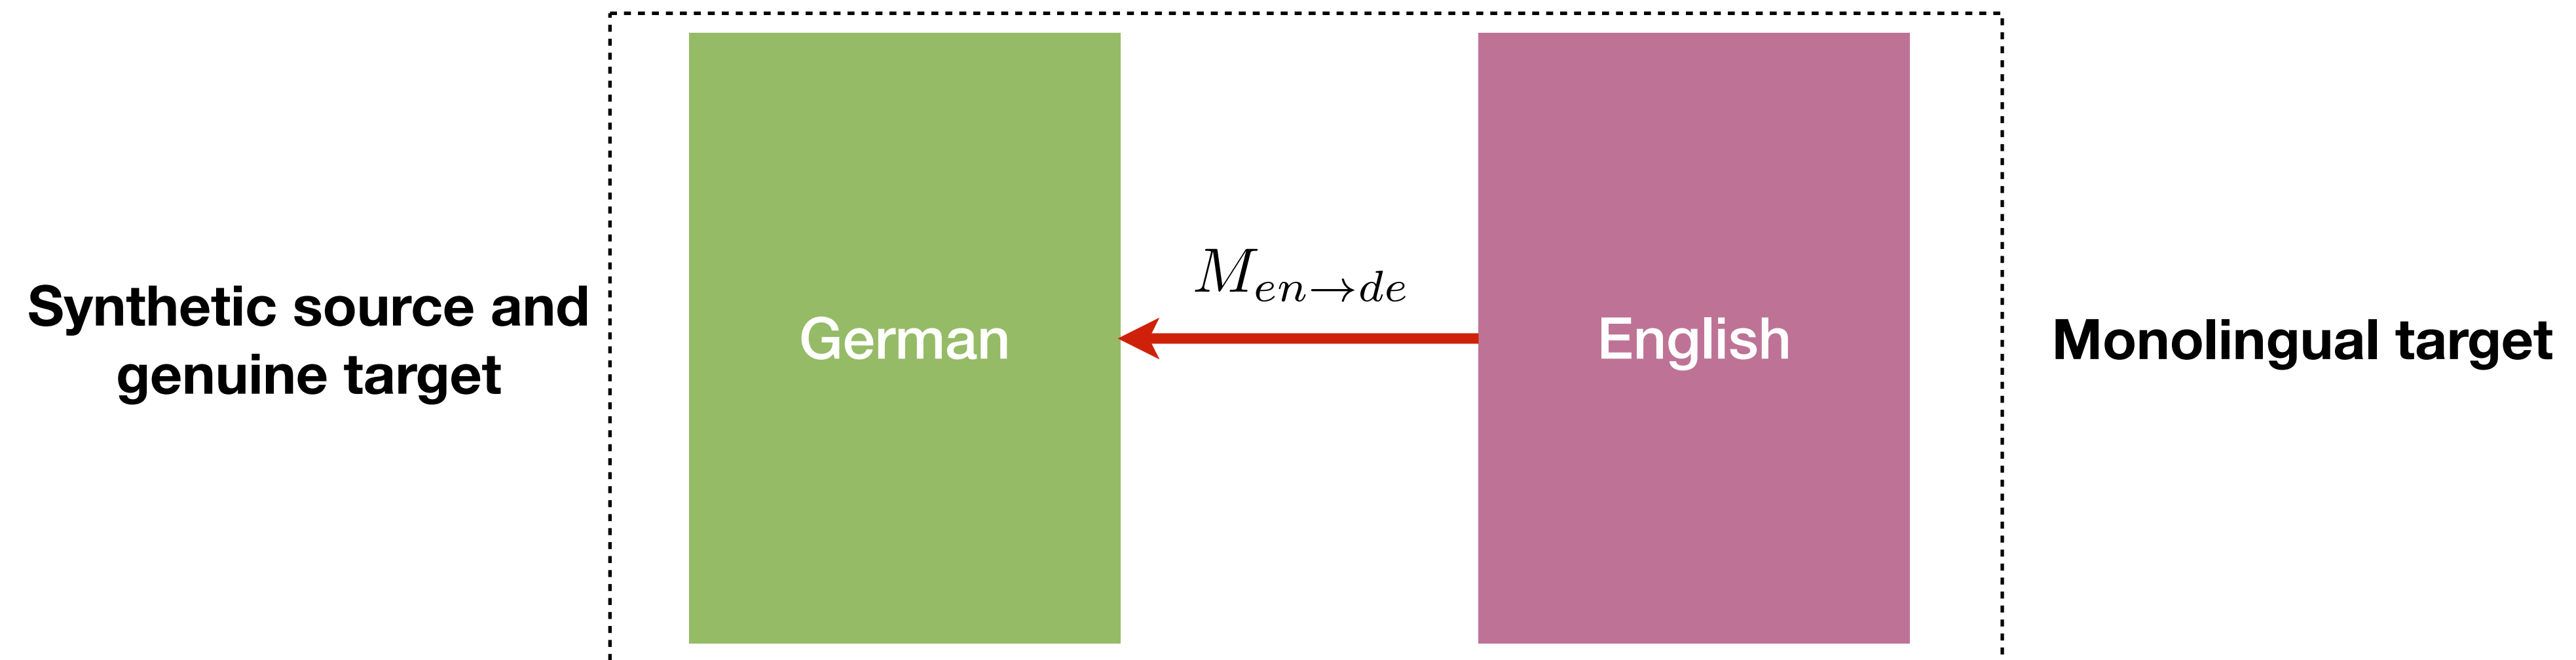 Synthetic source and
genuine target
German
M_{en→de}
English
Monolingual target